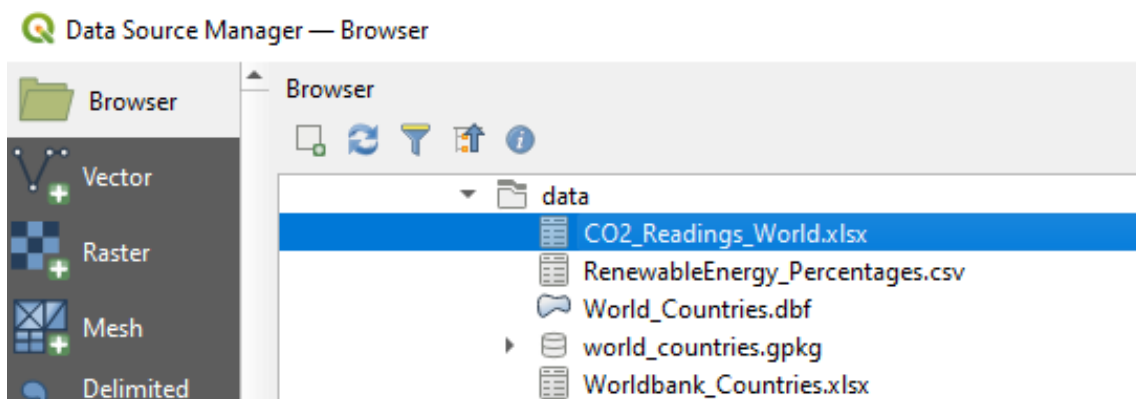 Data Source Manager — Browser
Browser
Browser
Vector
data
CO2_Readings_World.xlsx
Raster
RenewableEnergy_Percentages.csv
World_Countries.dbf
Mesh
world_countries.gpkg
Delimited
Worldbank_Countries.xlsx